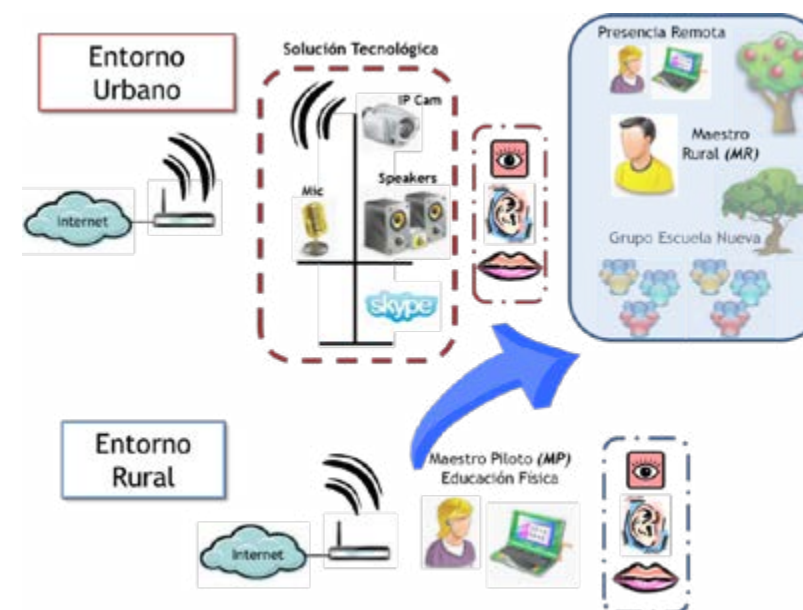 Entorno
Urbano
Solución Tecnológica
IP Cam
Mic
Speakers
skype
Internet
Presencia Remota
Maestro
Rural (MR)
Grupo Escuela Nueva
Entorno
Rural
Maestro Piloto (MP)
Educación Física
Internet